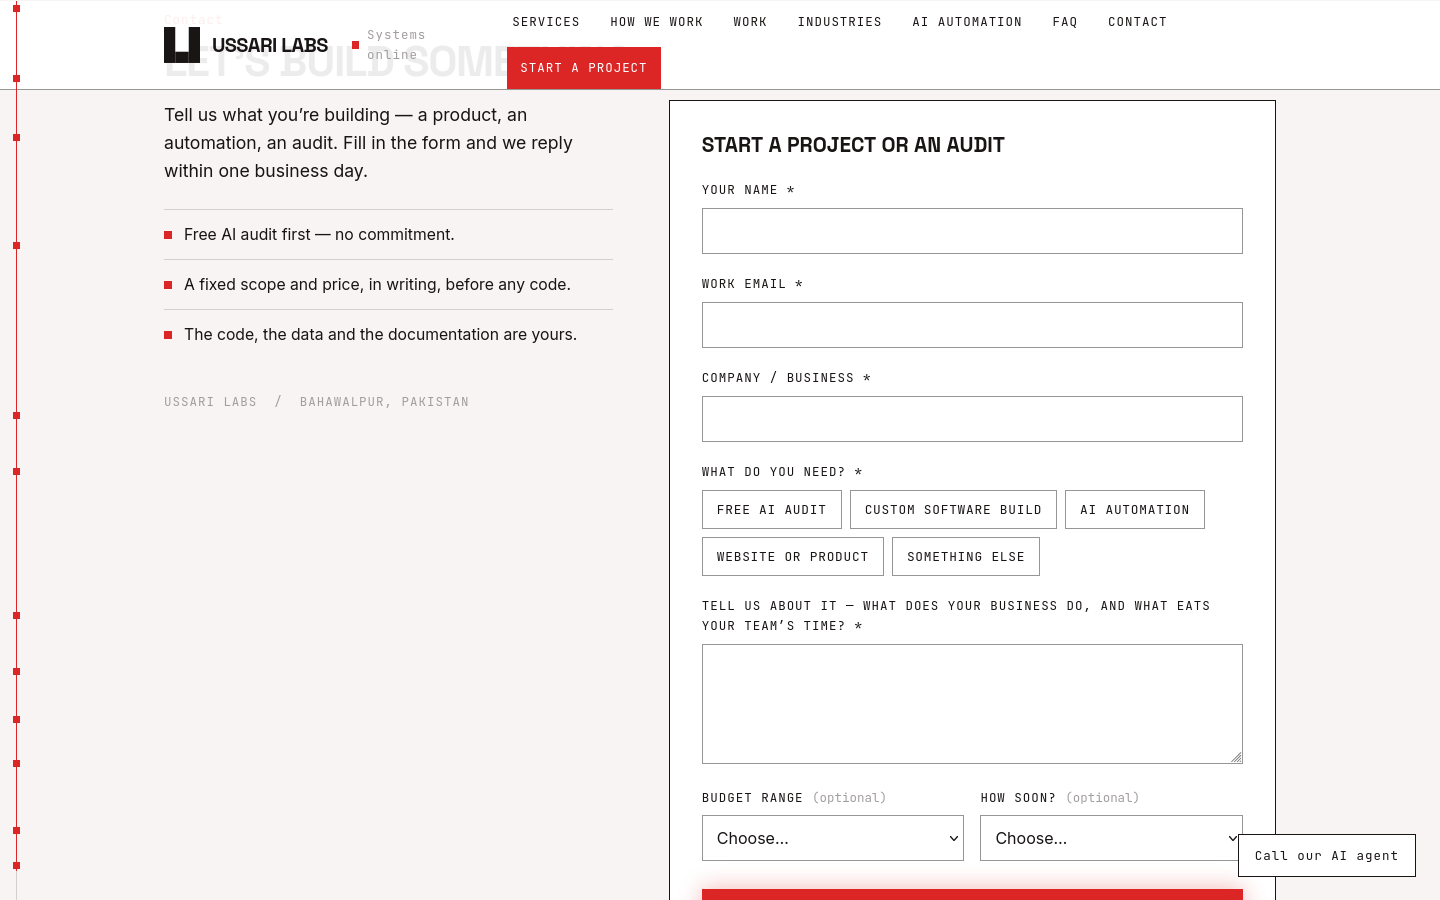 Contact
USSARI LABS
Systems
online
SERVICES HOW WE WORK WORK INDUSTRIES AI AUTOMATION FAQ CONTACT
START A PROJECT
LET'S BUILD SOME
Tell us what you’re building — a product, an
automation, an audit. Fill in the form and we reply
within one business day.
Free AI audit first — no commitment.
A fixed scope and price, in writing, before any code.
The code, the data and the documentation are yours.
USSARI LABS / BAHAWALPUR, PAKISTAN
START A PROJECT OR AN AUDIT
YOUR NAME *
WORK EMAIL *
COMPANY / BUSINESS *
WHAT DO YOU NEED? *
FREE AI AUDIT CUSTOM SOFTWARE BUILD AI AUTOMATION
WEBSITE OR PRODUCT SOMETHING ELSE
TELL US ABOUT IT — WHAT DOES YOUR BUSINESS DO, AND WHAT EATS
YOUR TEAM’S TIME? *
BUDGET RANGE (optional) HOW SOON? (optional)
Choose... Choose...
Call our AI agent